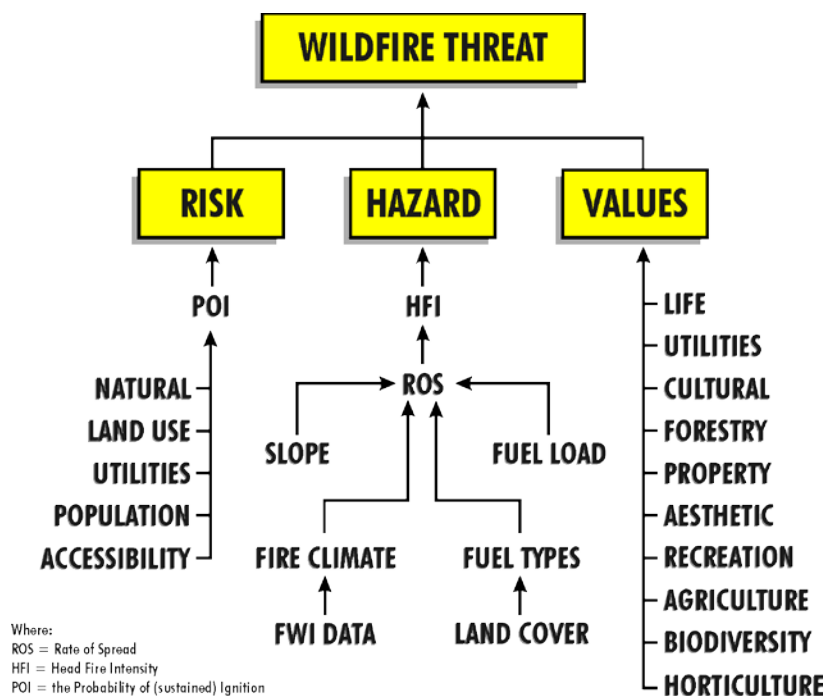 WILDFIRE THREAT
RISK
HAZARD
VALUES
POI
HFI
ROS
NATURAL
LAND USE
UTILITIES
POPULATION
ACCESSIBILITY
SLOPE
FUEL LOAD
FIRE CLIMATE
FUEL TYPES
FWI DATA
LAND COVER
LIFE
UTILITIES
CULTURAL
FORESTRY
PROPERTY
AESTHETIC
RECREATION
AGRICULTURE
BIODIVERSITY
HORTICULTURE
Where:
ROS = Rate of Spread
HFI = Head Fire Intensity
POI = the Probability of (sustained) Ignition